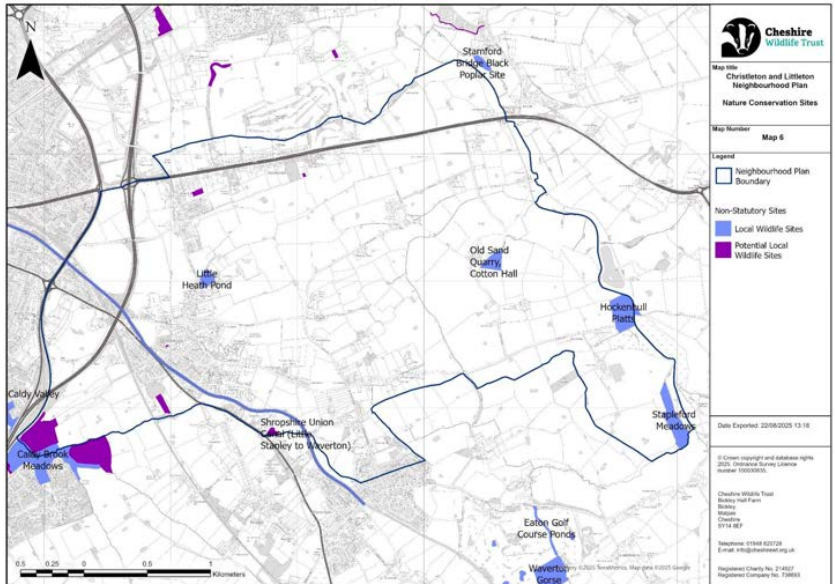 N
Stamford
Bridge Black
Poplar Site
Old Sand
Quarry,
Cotton Hall
Little
Heath Pond
Hockenhull
Platts
Caldy Valley
Shropshire Union
Canal (Little
Stanley to Waverton)
Stapleford
Meadows
Caldy Brook
Meadows
Eaton Golf
Course Ponds
Waverton
Gorse
0.5 0 0.5 1
Kilometers
Cheshire
Wildlife Trust
Map title
Christleton and Littleton
Neighbourhood Plan
Nature Conservation Sites
Map Number
Map 6
Legend
Neighbourhood Plan
Boundary
Non-Statutory Sites
Local Wildlife Sites
Potential Local
Wildlife Sites
Date Exported: 22/08/2025 13:16
© Crown copyright and database rights
2025. Ordnance Survey Licence
number
Cheshire Wildlife Trust
Bickley Hall Farm
Bickley
Malpas
Cheshire
SY14 8EF
Telephone: 01948 820728
E-mail: info@cheshirewt.org.uk
Registered Charity No. 214927
Registered Company No.